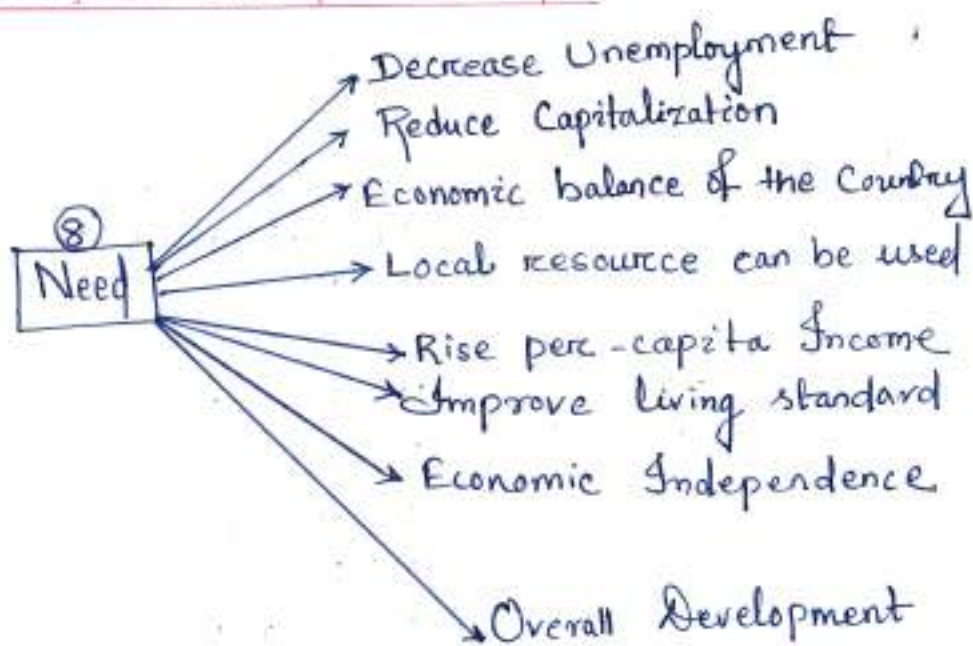 Decrease Unemployment
Reduce Capitalization
Economic balance of the Country
8
Need
Local resource can be used
Rise per-capita Income
Improve living standard
Economic Independence
Overall Development